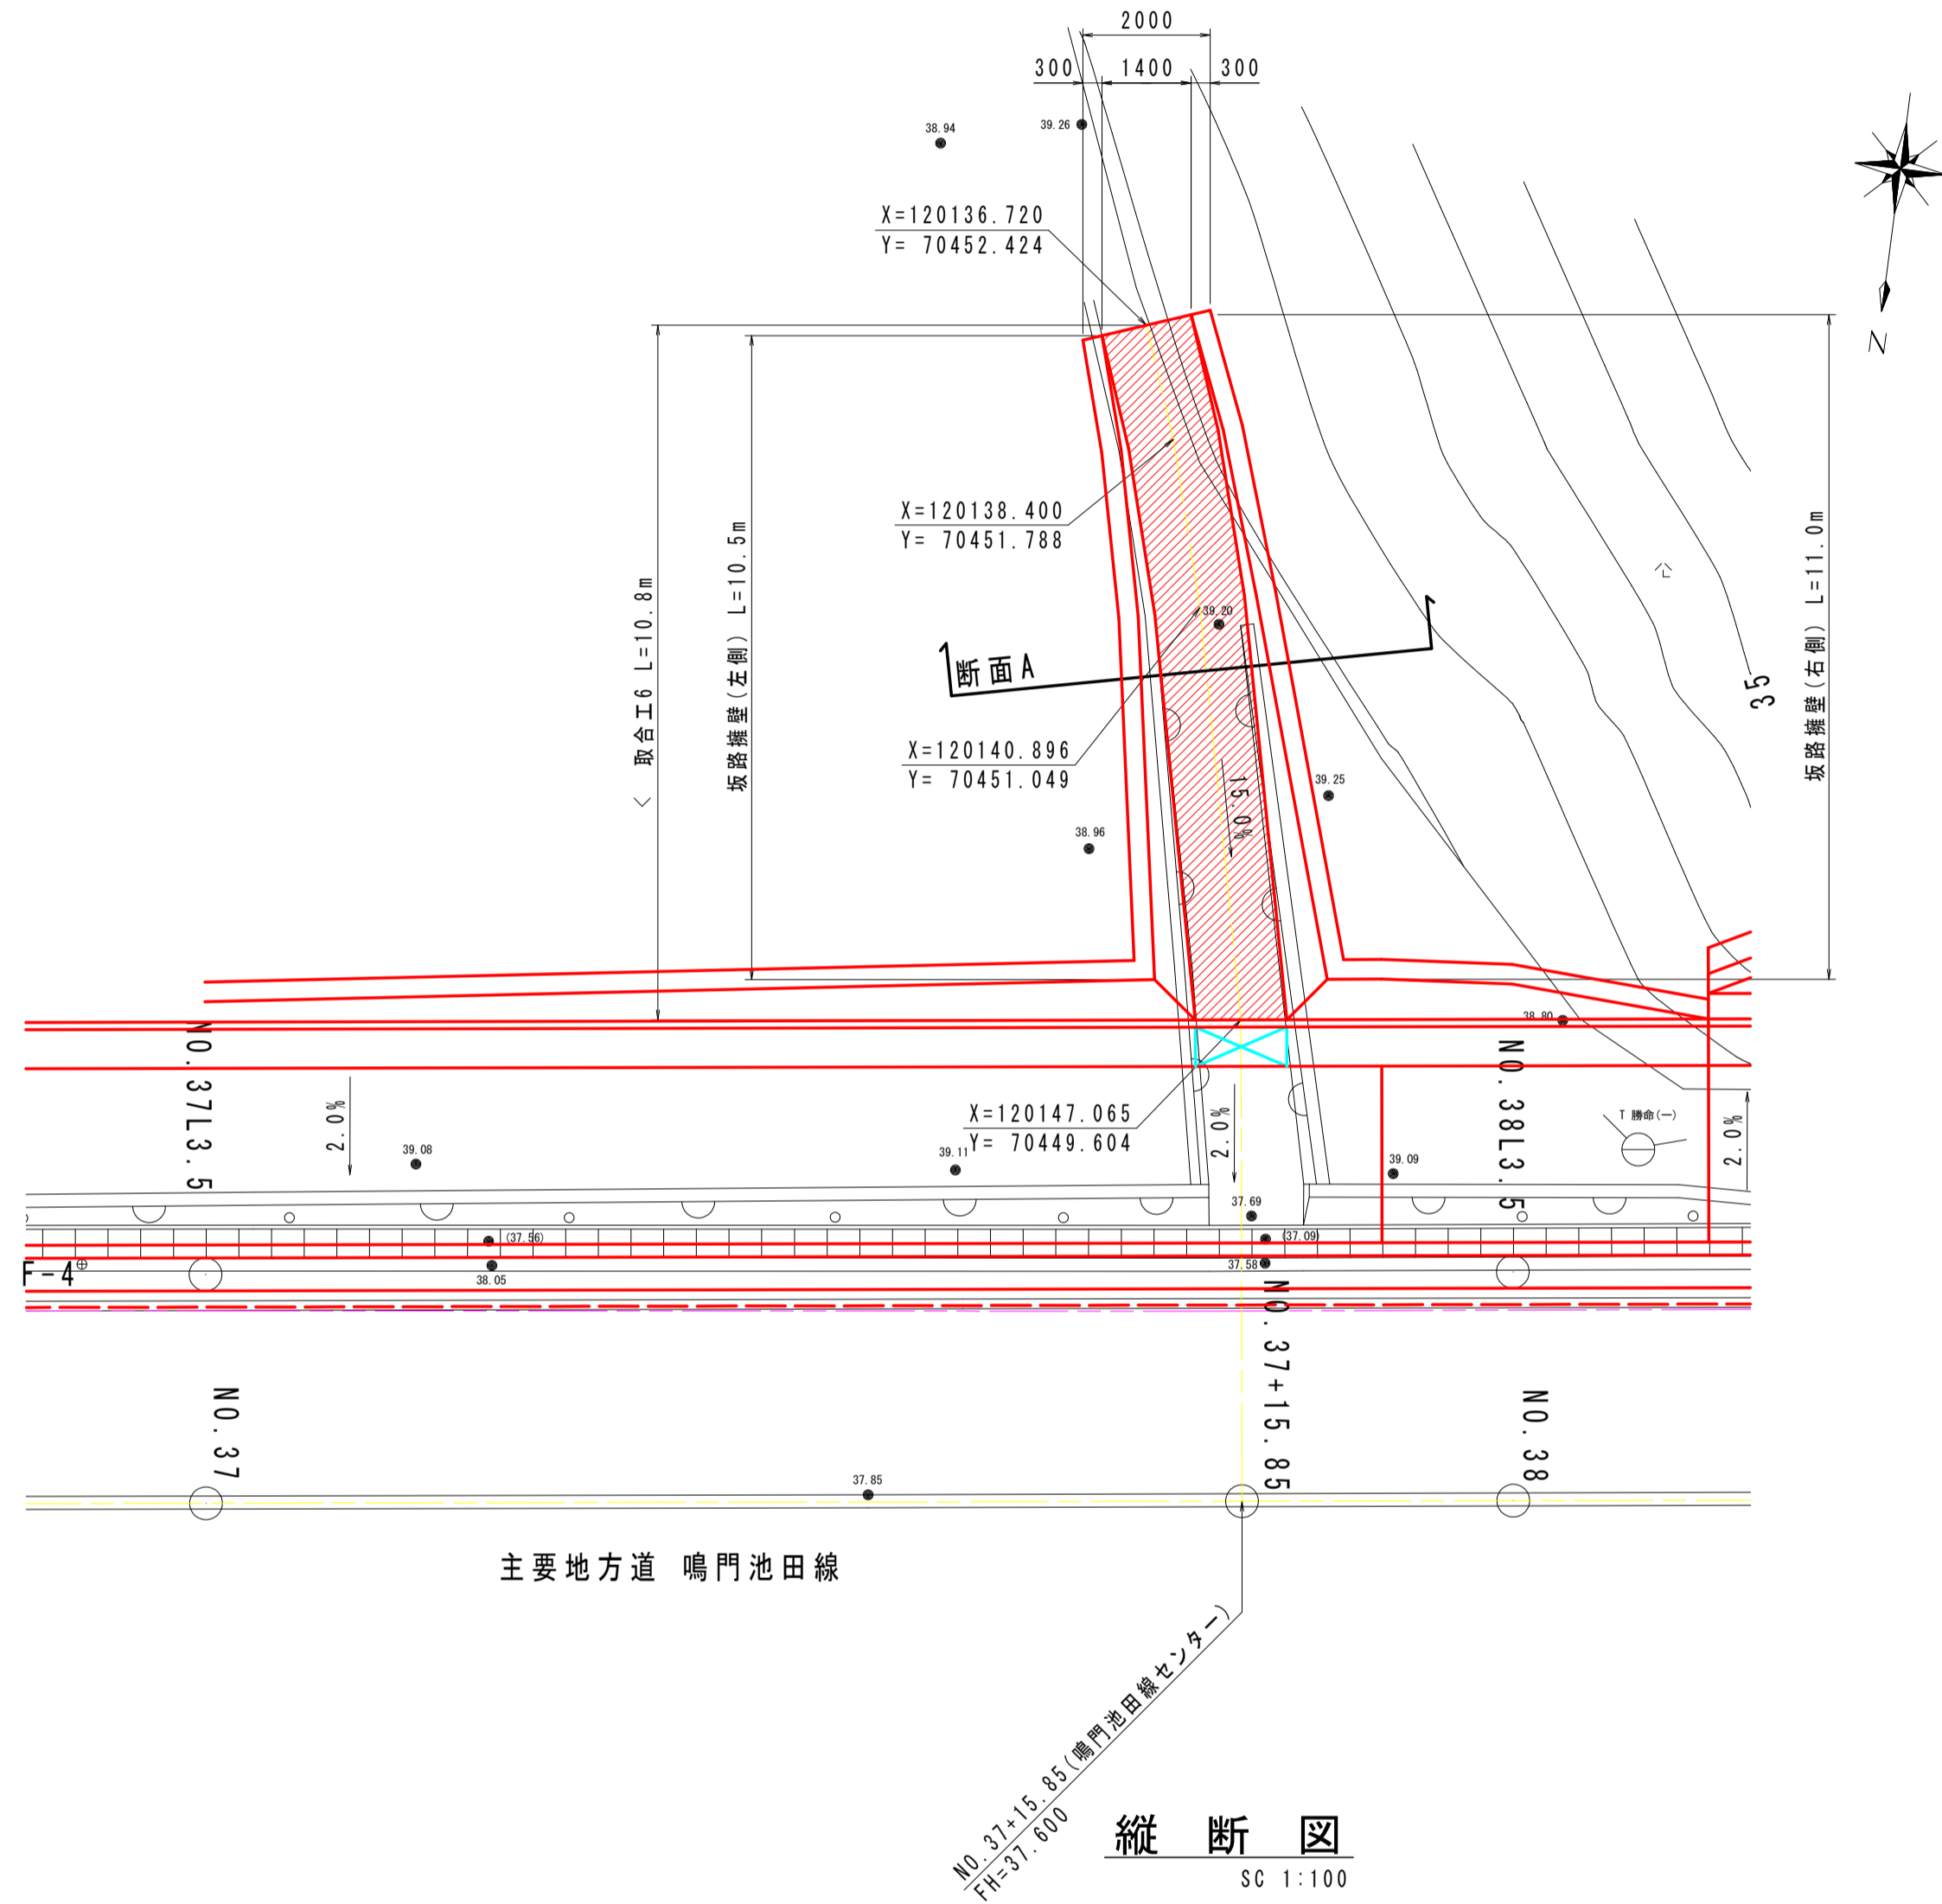 2000
300
1400
300
38.94
39.26
X=120136.720
Y= 70452.424
Z
X=120138.400
Y= 70451.788
取合工6 L=10.8m
坂路擁壁(左側) L=10.5m
坂路擁壁(右側) L=11.0m
39.20
断面A
35
X=120140.896
Y= 70451.049
15.0%
39.25
38.96
38.80
NO.37L3.5
NO.38L3.5
2.0%
2.0%
2.0%
X=120147.065
Y= 70449.604
T 勝命(一)
39.08
39.11
39.09
37.69
(37.56)
(37.09)
37.58
F-4
38.05
NO.37+15.85
NO.37
NO.38
37.85
主要地方道 鳴門池田線
NO.37+15.85(鳴門池田線センター)
FH=37.600
縦断図
SC 1:100